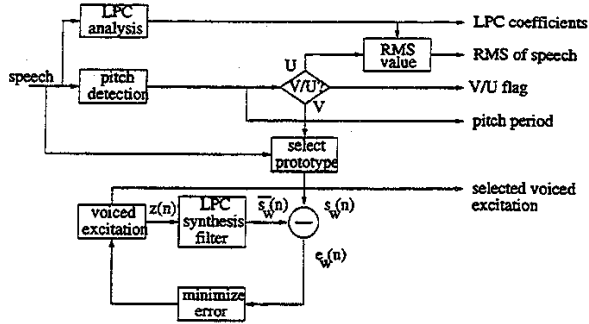 LPC
analysis
LPC coefficients
U
RMS
value
RMS of speech
speech
pitch
detection
V/U?
V/U flag
V
pitch period
select
prototype
selected voiced
excitation
voiced
excitation
z(n)
LPC
synthesis
filter
s̅w(n)
−
sw(n)
ew(n)
minimize
error